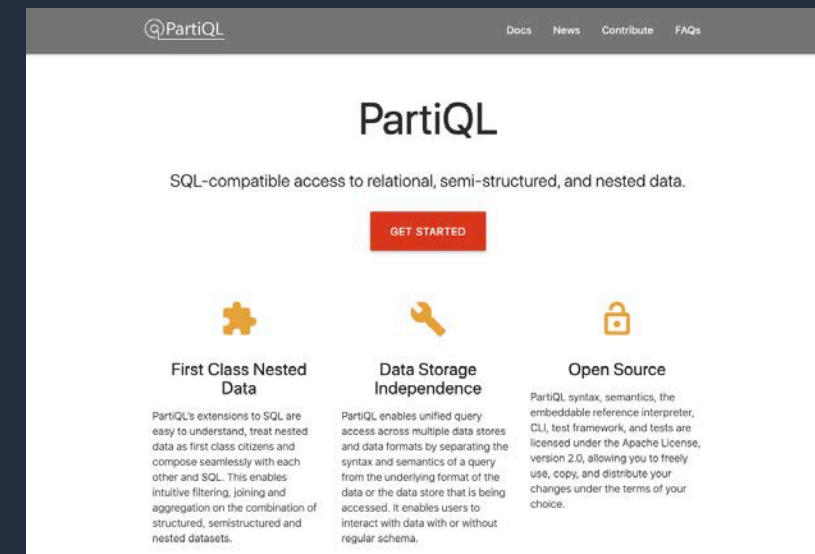 PartiQL
Docs News Contribute FAQs
PartiQL
SQL-compatible access to relational, semi-structured, and nested data.
GET STARTED
First Class Nested
Data
PartiQL's extensions to SQL are
easy to understand, treat nested
data as first class citizens and
compose seamlessly with each
other and SQL. This enables
intuitive filtering, joining and
aggregation on the combination of
structured, semistructured and
nested datasets.
Data Storage
Independence
PartiQL enables unified query
access across multiple data stores
and data formats by separating the
syntax and semantics of a query
from the underlying format of the
data or the data store that is being
accessed. It enables users to
interact with data with or without
regular schema.
Open Source
PartiQL syntax, semantics, the
embeddable reference interpreter,
CLI, test framework, and tests are
licensed under the Apache License,
version 2.0, allowing you to freely
use, copy, and distribute your
changes under the terms of your
choice.